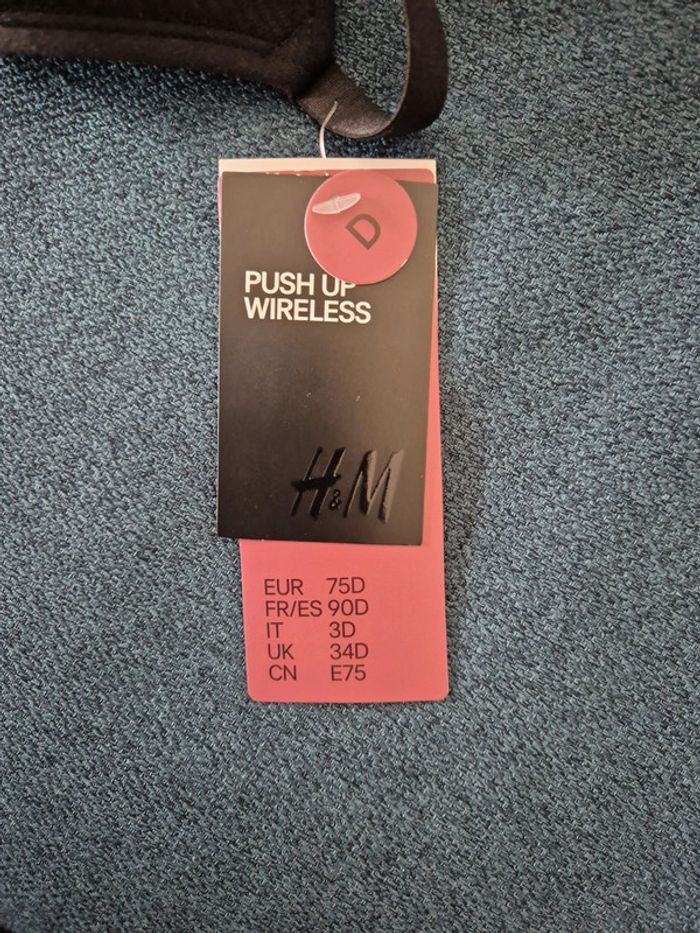 D
PUSH UP
WIRELESS
H&M
EUR 75D
FR/ES 90D
IT 3D
UK 34D
CN E75